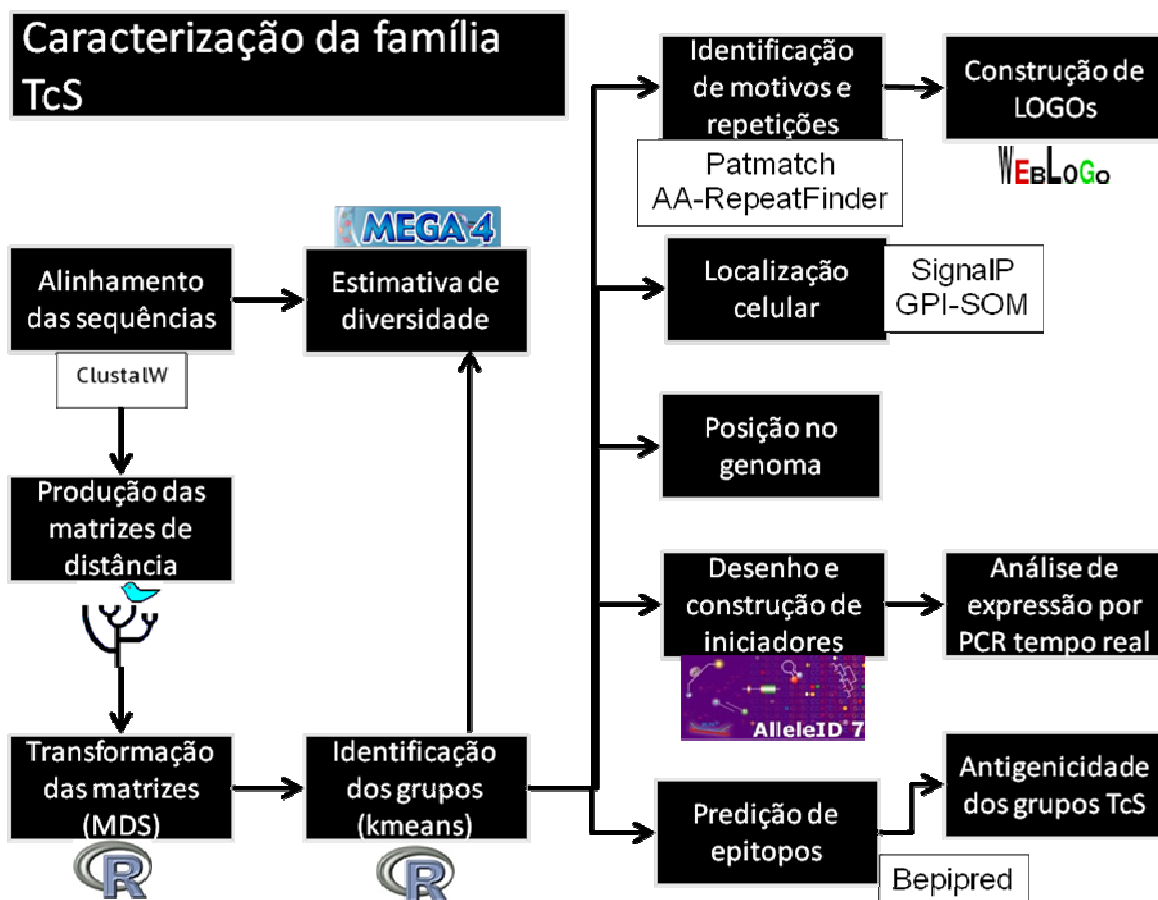 Caracterização da família
TcS
Alinhamento
das sequências
ClustalW
MEGA 4
Estimativa de
diversidade
Produção das
matrizes de
distância
Transformação
das matrizes
(MDS)
R
Identificação
dos grupos
(kmeans)
R
Identificação
de motivos e
repetições
Patmatch
AA-RepeatFinder
Construção de
LOGOs
WEBLOGO
Localização
celular
SignalP
GPI-SOM
Posição no
genoma
Desenho e
construção de
iniciadores
AlleleID 7
Análise de
expressão por
PCR tempo real
Predição de
epitopos
Bepipred
Antigenicidade
dos grupos TcS